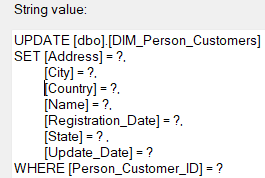 String value:
UPDATE [dbo].[DIM_Person_Customers]
SET [Address] = ?,
[City] = ?,
[Country] = ?,
[Name] = ?,
[Registration_Date] = ?,
[State] = ? ,
[Update_Date] = ?
WHERE [Person_Customer_ID] = ?